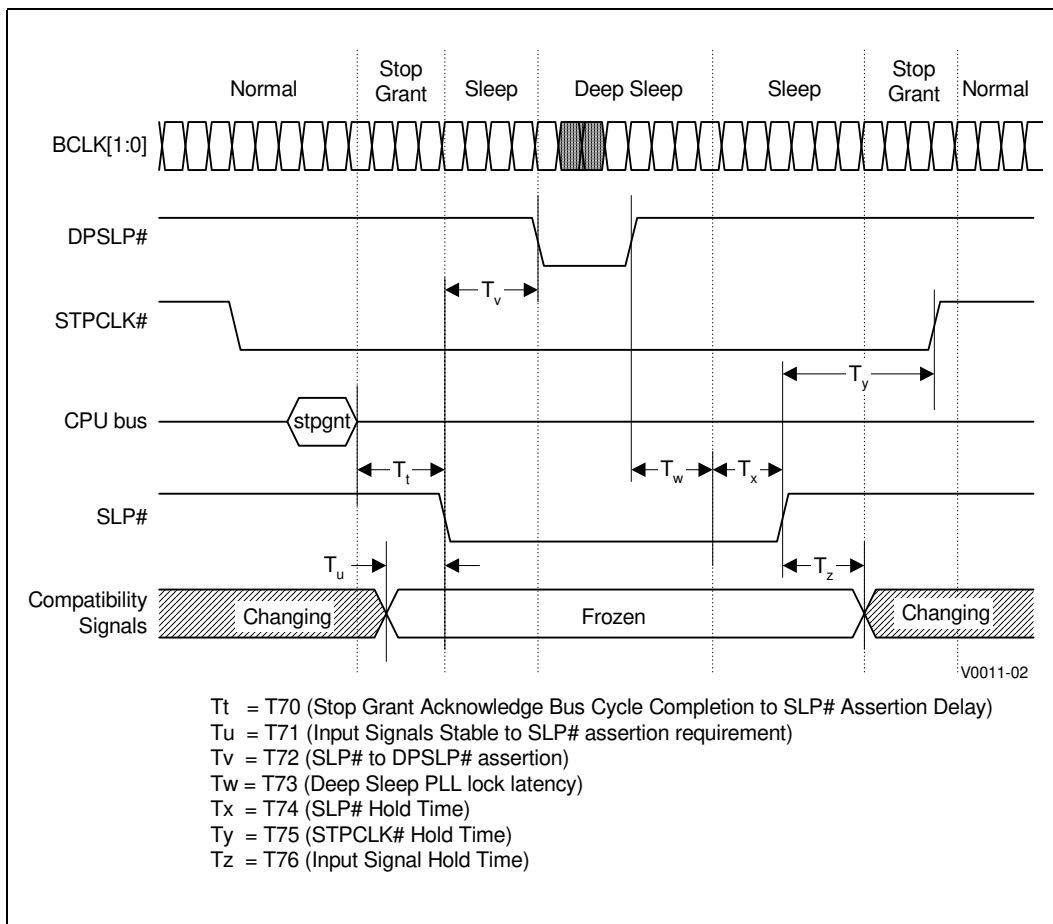 Normal
Stop
Grant
Sleep
Deep Sleep
Sleep
Stop
Grant
Normal
BCLK[1:0]
DPSLP#
Tv
STPCLK#
Ty
CPU bus
stpgnt
Tt
Tw
Tx
SLP#
Tu
Tz
Compatibility
Signals
Changing
Frozen
Changing
V0011-02
Tt = T70 (Stop Grant Acknowledge Bus Cycle Completion to SLP# Assertion Delay)
Tu = T71 (Input Signals Stable to SLP# assertion requirement)
Tv = T72 (SLP# to DPSLP# assertion)
Tw = T73 (Deep Sleep PLL lock latency)
Tx = T74 (SLP# Hold Time)
Ty = T75 (STPCLK# Hold Time)
Tz = T76 (Input Signal Hold Time)